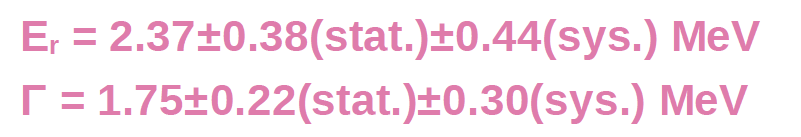 Er = 2.37±0.38(stat.)±0.44(sys.) MeV
Γ = 1.75±0.22(stat.)±0.30(sys.) MeV